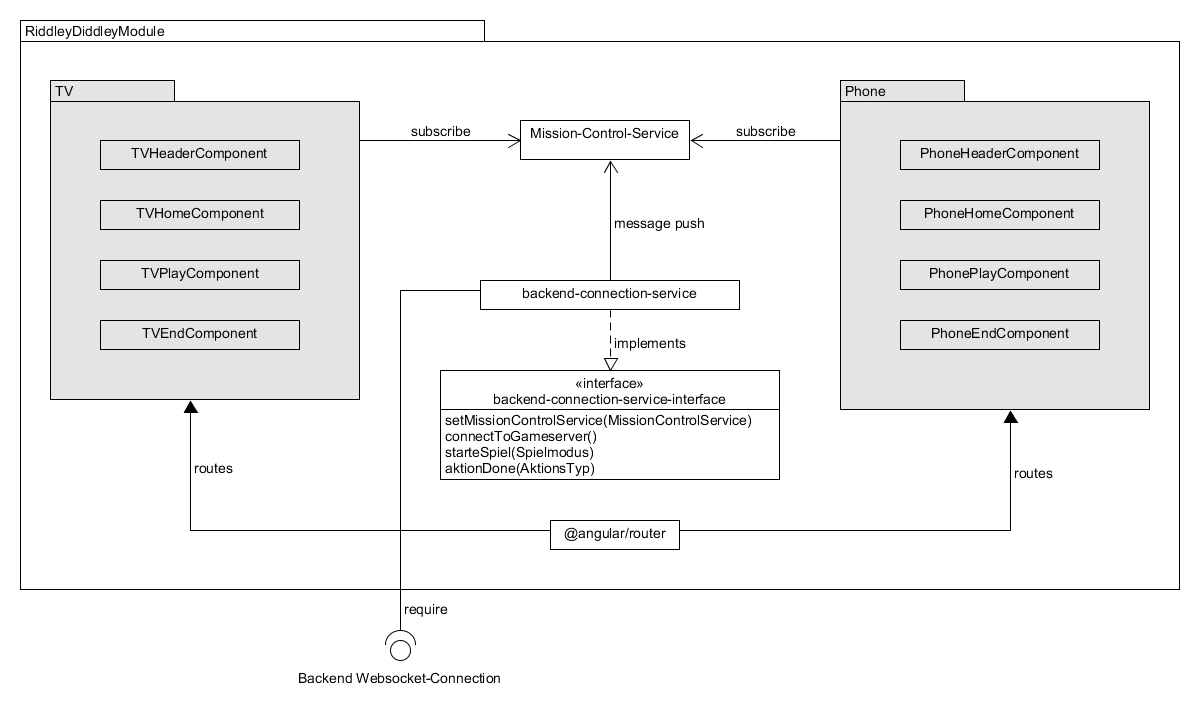 RiddleyDiddleyModule
TV
TVHeaderComponent
TVHomeComponent
TVPlayComponent
TVEndComponent
subscribe
Mission-Control-Service
subscribe
message push
backend-connection-service
implements
«interface»
backend-connection-service-interface
setMissionControlService(MissionControlService)
connectToGameserver()
starteSpiel(Spielmodus)
aktionDone(AktionsTyp)
Phone
PhoneHeaderComponent
PhoneHomeComponent
PhonePlayComponent
PhoneEndComponent
routes
@angular/router
routes
require
Backend Websocket-Connection